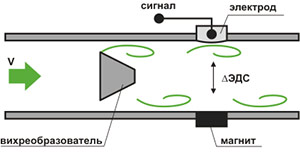 сигнал
электрод
V
ΔЭДС
вихреобразователь
магнит